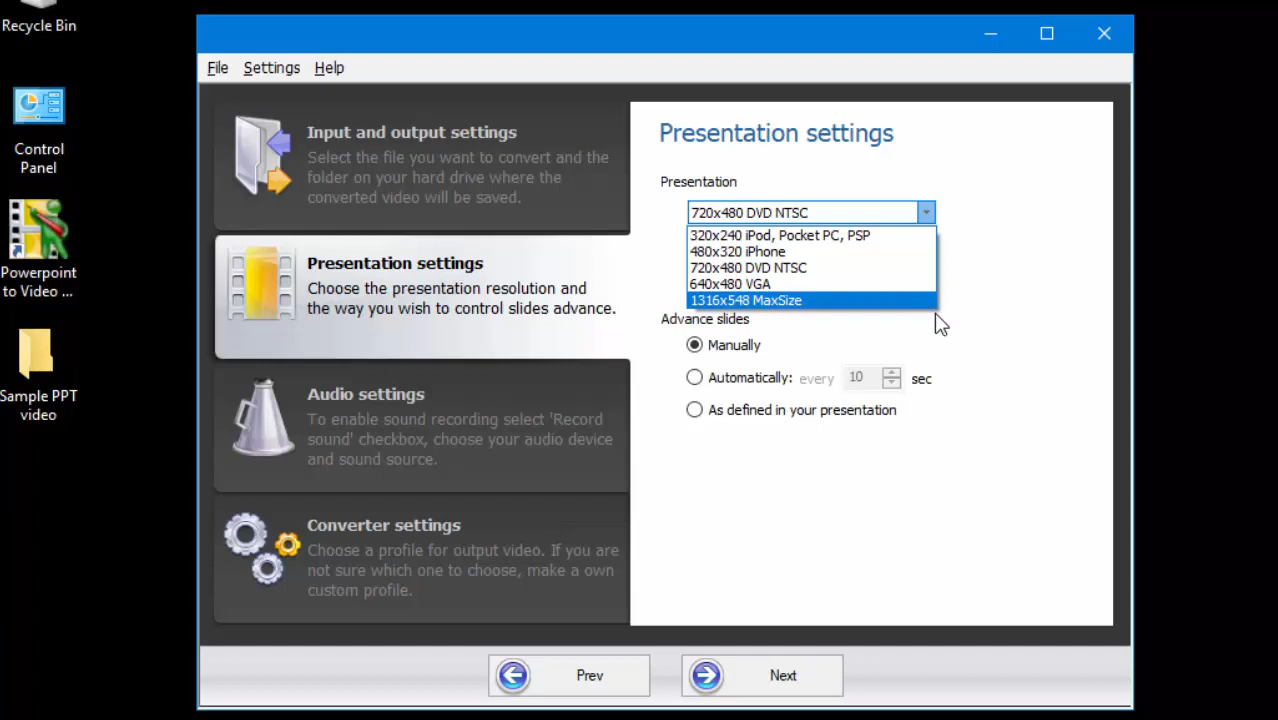 Recycle Bin
Control
Panel
Powerpoint
to Video ...
Sample PPT
video
File Settings Help
Input and output settings
Select the file you want to convert and the
folder on your hard drive where the
converted video will be saved.
Presentation settings
Choose the presentation resolution and
the way you wish to control slides advance.
Audio settings
To enable sound recording select 'Record
sound' checkbox, choose your audio device
and sound source.
Converter settings
Choose a profile for output video. If you are
not sure which one to choose, make a own
custom profile.
Presentation settings
Presentation
720x480 DVD NTSC
320x240 iPod, Pocket PC, PSP
480x320 iPhone
720x480 DVD NTSC
640x480 VGA
1316x548 MaxSize
Advance slides
Manually
Automatically: every 10 sec
As defined in your presentation
Prev
Next